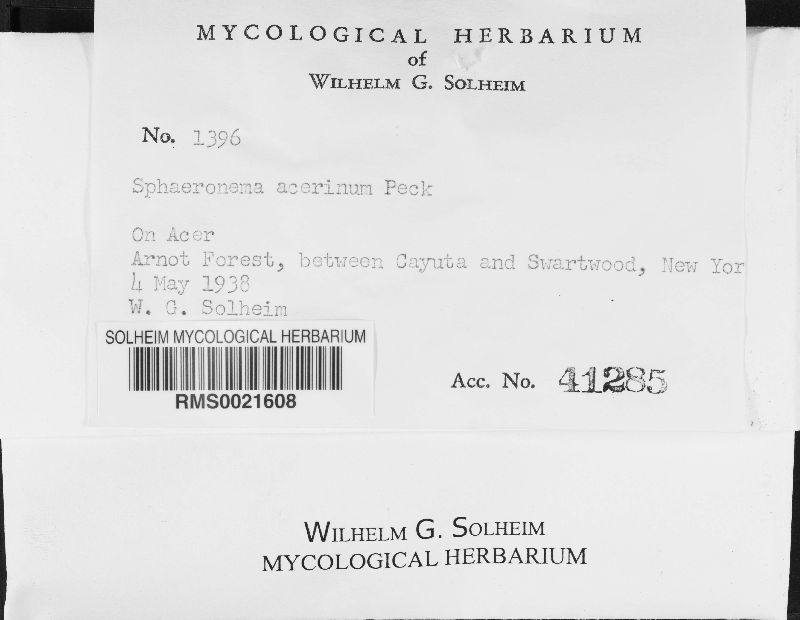 MYCOLOGICAL HERBARIUM
of
WILHELM G. SOLHEIM
No. 1396
Sphaeronema acerinum Peck
On Acer
Arnot Forest, between Cayuta and Swartwood, New Yor
4 May 1938
W. G. Solheim
SOLHEIM MYCOLOGICAL HERBARIUM
RMS0021608
Acc. No. 41285
WILHELM G. SOLHEIM
MYCOLOGICAL HERBARIUM